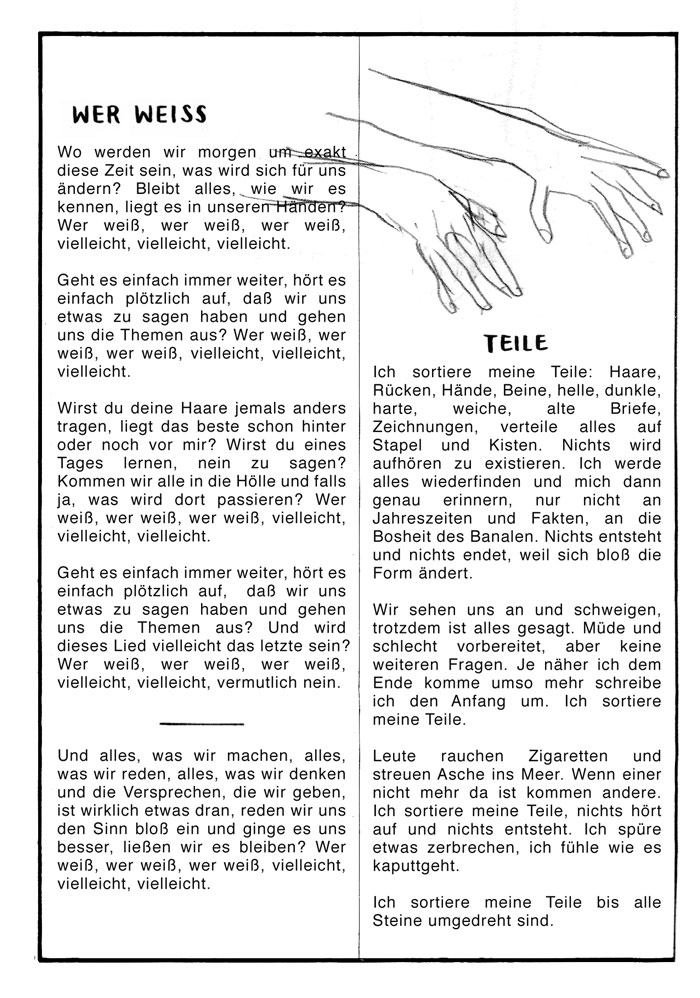 WER WEISS
Wo werden wir morgen um exakt
diese Zeit sein, was wird sich für uns
ändern? Bleibt alles, wie wir es
kennen, liegt es in unseren Händen?
Wer weiß, wer weiß, wer weiß,
vielleicht, vielleicht, vielleicht.
Geht es einfach immer weiter, hört es
einfach plötzlich auf, daß wir uns
etwas zu sagen haben und gehen
uns die Themen aus? Wer weiß, wer
weiß, wer weiß, vielleicht, vielleicht,
vielleicht.
Wirst du deine Haare jemals anders
tragen, liegt das beste schon hinter
oder noch vor mir? Wirst du eines
Tages lernen, nein zu sagen?
Kommen wir alle in die Hölle und falls
ja, was wird dort passieren? Wer
weiß, wer weiß, wer weiß, vielleicht,
vielleicht, vielleicht.
Geht es einfach immer weiter, hört es
einfach plötzlich auf, daß wir uns
etwas zu sagen haben und gehen
uns die Themen aus? Und wird
dieses Lied vielleicht das letzte sein?
Wer weiß, wer weiß, wer weiß,
vielleicht, vielleicht, vermutlich nein.
Und alles, was wir machen, alles,
was wir reden, alles, was wir denken
und die Versprechen, die wir geben,
ist wirklich etwas dran, reden wir uns
den Sinn bloß ein und ginge es uns
besser, ließen wir es bleiben? Wer
weiß, wer weiß, wer weiß, vielleicht,
vielleicht, vielleicht.
TEILE
Ich sortiere meine Teile: Haare,
Rücken, Hände, Beine, helle, dunkle,
harte, weiche, alte Briefe,
Zeichnungen, verteile alles auf
Stapel und Kisten. Nichts wird
aufhören zu existieren. Ich werde
alles wiederfinden und mich dann
genau erinnern, nur nicht an
Jahreszeiten und Fakten, an die
Bosheit des Banalen. Nichts entsteht
und nichts endet, weil sich bloß die
Form ändert.
Wir sehen uns an und schweigen,
trotzdem ist alles gesagt. Müde und
schlecht vorbereitet, aber keine
weiteren Fragen. Je näher ich dem
Ende komme umso mehr schreibe
ich den Anfang um. Ich sortiere
meine Teile.
Leute rauchen Zigaretten und
streuen Asche ins Meer. Wenn einer
nicht mehr da ist kommen andere.
Ich sortiere meine Teile, nichts hört
auf und nichts entsteht. Ich spüre
etwas zerbrechen, ich fühle wie es
kaputtgeht.
Ich sortiere meine Teile bis alle
Steine umgedreht sind.